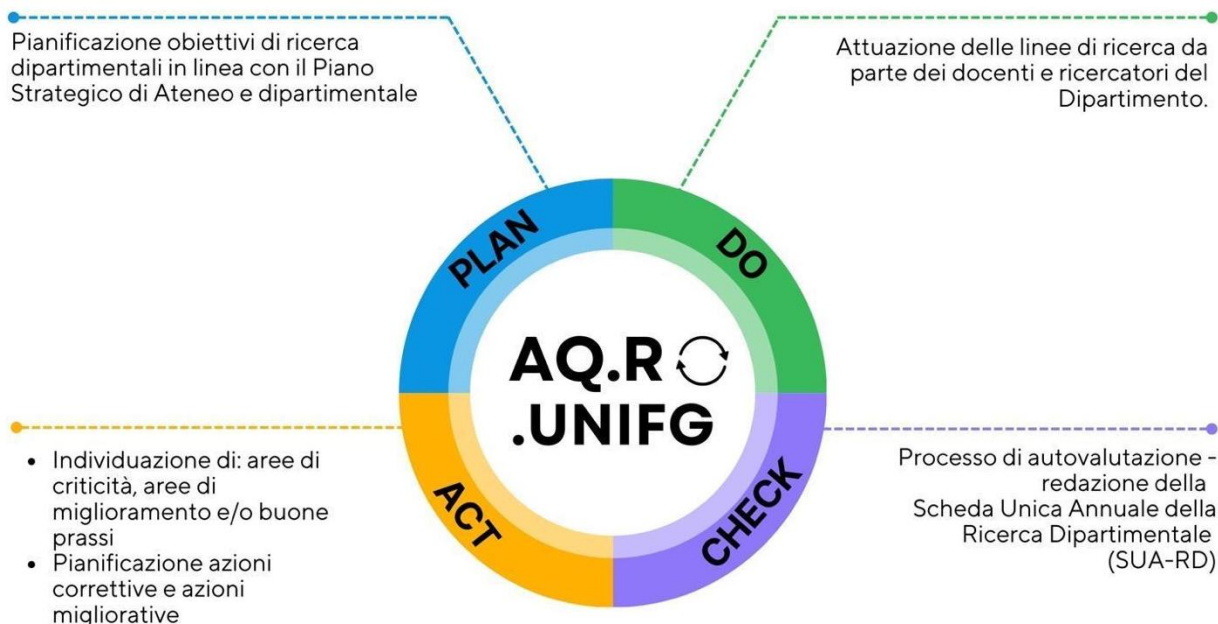 Pianificazione obiettivi di ricerca
dipartimentali in linea con il Piano
Strategico di Ateneo e dipartimentale
Attuazione delle linee di ricerca da
parte dei docenti e ricercatori del
Dipartimento.
PLAN
DO
AQ.R
.UNIFG
ACT
CHECK
• Individuazione di: aree di
criticità, aree di
miglioramento e/o buone
prassi
• Pianificazione azioni
correttive e azioni
migliorative
Processo di autovalutazione -
redazione della
Scheda Unica Annuale della
Ricerca Dipartimentale
(SUA-RD)